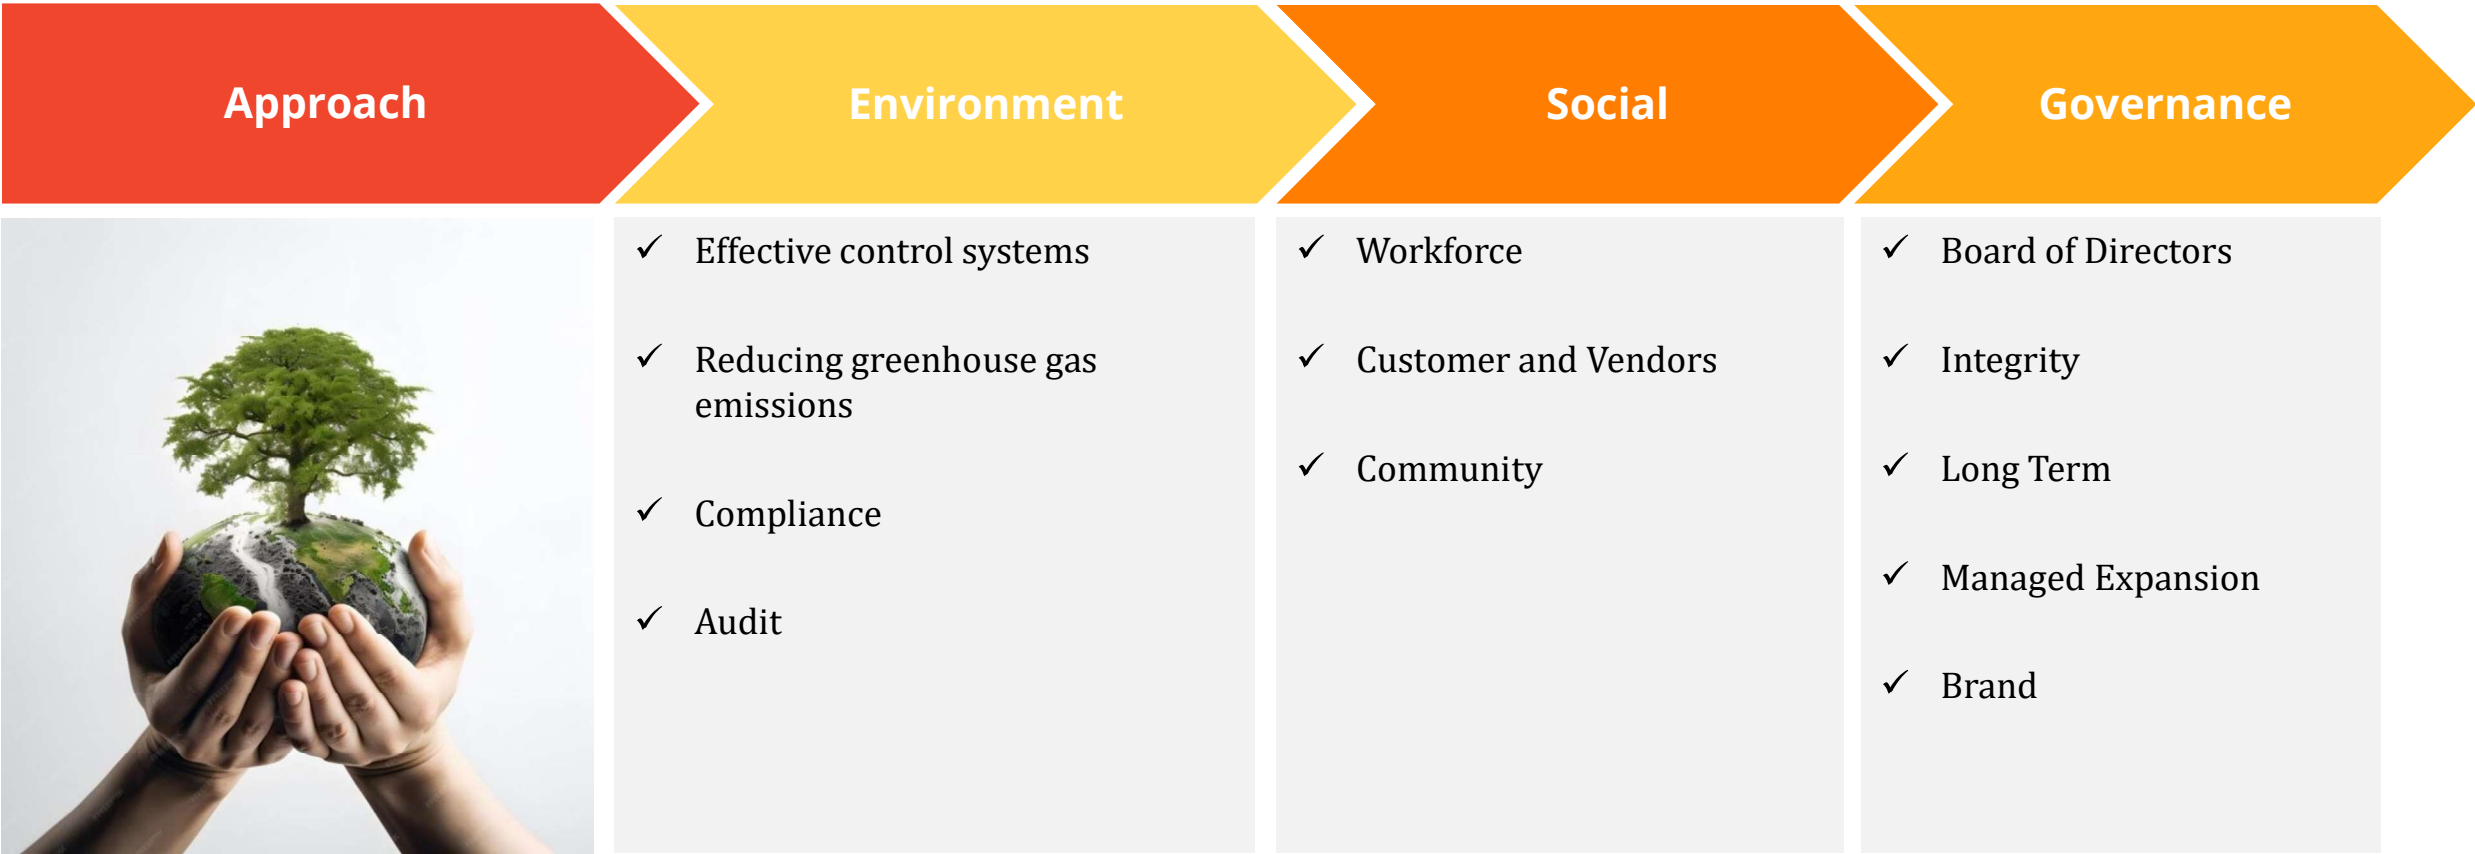 Approach
Environment
Social
Governance
✓ Effective control systems
✓ Reducing greenhouse gas
emissions
✓ Compliance
✓ Audit
✓ Workforce
✓ Customer and Vendors
✓ Community
✓ Board of Directors
✓ Integrity
✓ Long Term
✓ Managed Expansion
✓ Brand